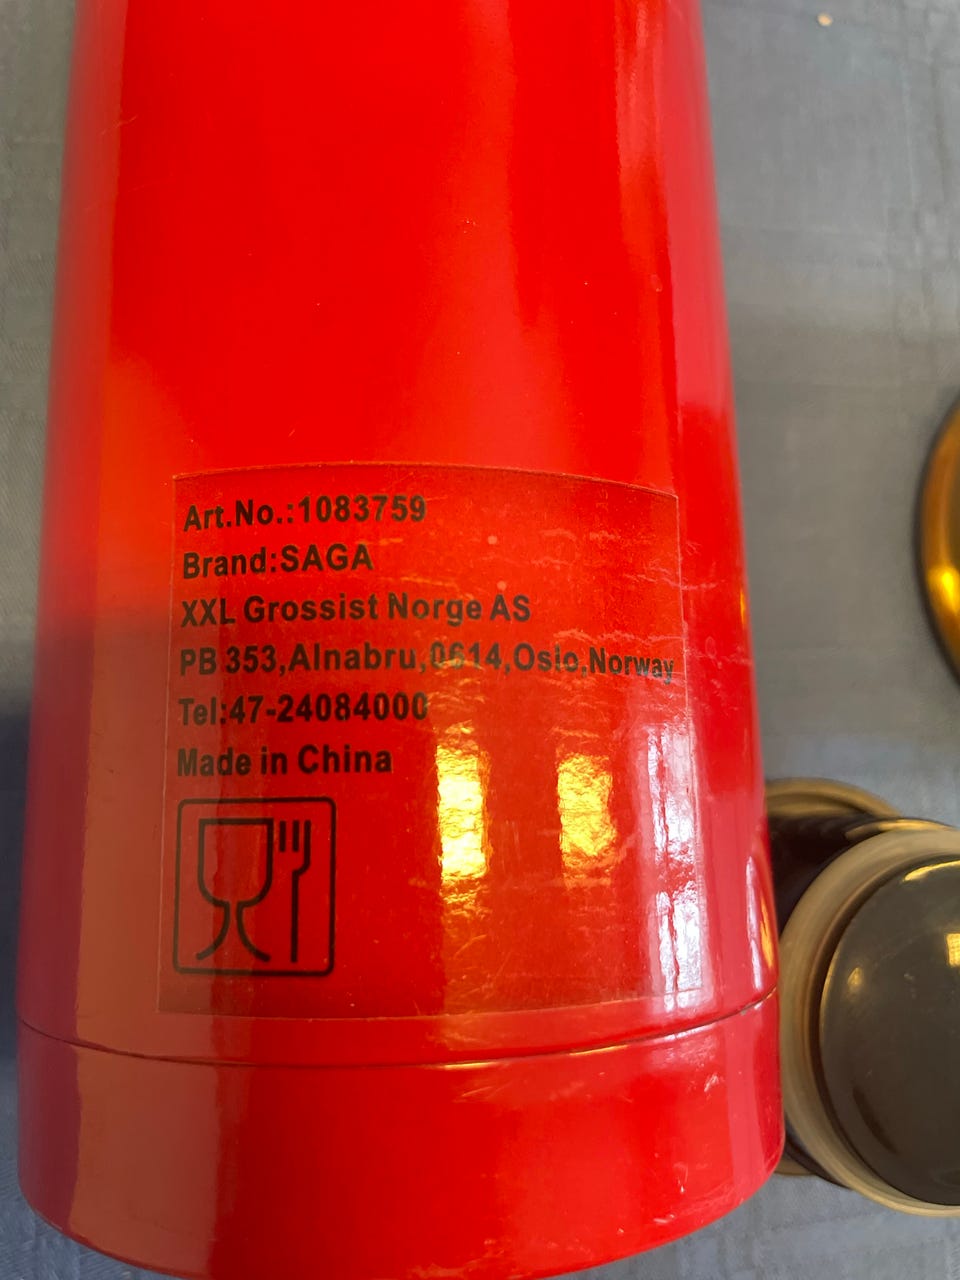 Art.No.:1083759
Brand:SAGA
XXL Grossist Norge AS
PB 353,Alnabru,0614,Oslo,Norway
Tel:47-24084000
Made in China